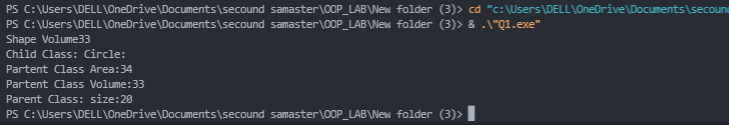 PS C:\Users\DELL\OneDrive\Documents\secound samaster\OOP_LAB\New folder (3)> cd "c:\Users\DELL\OneDrive\Documents\secound
PS C:\Users\DELL\OneDrive\Documents\secound samaster\OOP_LAB\New folder (3)> & .\"Q1.exe"
Shape Volume33
Child Class: Circle:
Partent Class Area:34
Partent Class Volume:33
Parent Class: size:20
PS C:\Users\DELL\OneDrive\Documents\secound samaster\OOP_LAB\New folder (3)>